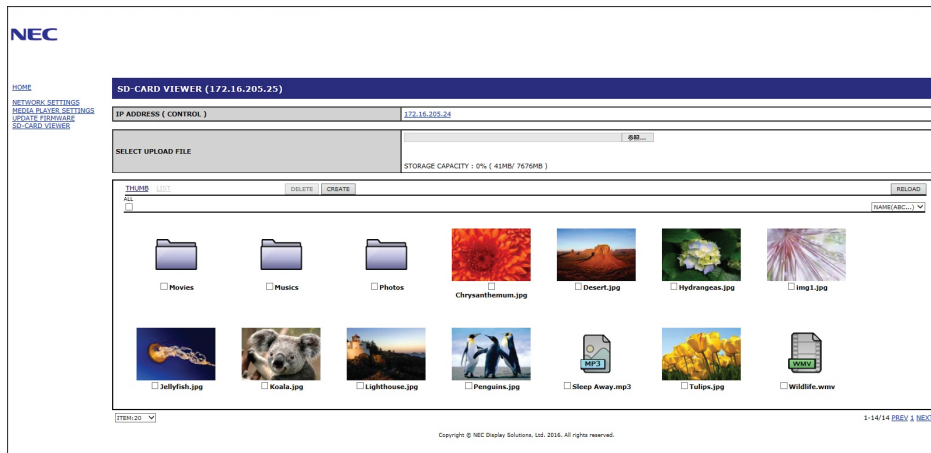 NEC
HOME
NETWORK SETTINGS
MEDIA PLAYER SETTINGS
UPDATE FIRMWARE
SD-CARD VIEWER
SD-CARD VIEWER (172.16.205.25)
IP ADDRESS ( CONTROL )
172.16.205.24
SELECT UPLOAD FILE
参照...
STORAGE CAPACITY : 0% ( 41MB/ 7676MB )
THUMB LIST DELETE CREATE RELOAD
ALL
NAME(ABC...)
Movies Musics Photos Chrysanthemum.jpg Desert.jpg Hydrangeas.jpg img1.jpg
MP3 WMV
Jellyfish.jpg Koala.jpg Lighthouse.jpg Penguins.jpg Sleep Away.mp3 Tulips.jpg Wildlife.wmv
ITEM:20
1-14/14 PREV 1 NEXT
Copyright © NEC Display Solutions, Ltd. 2016. All rights reserved.